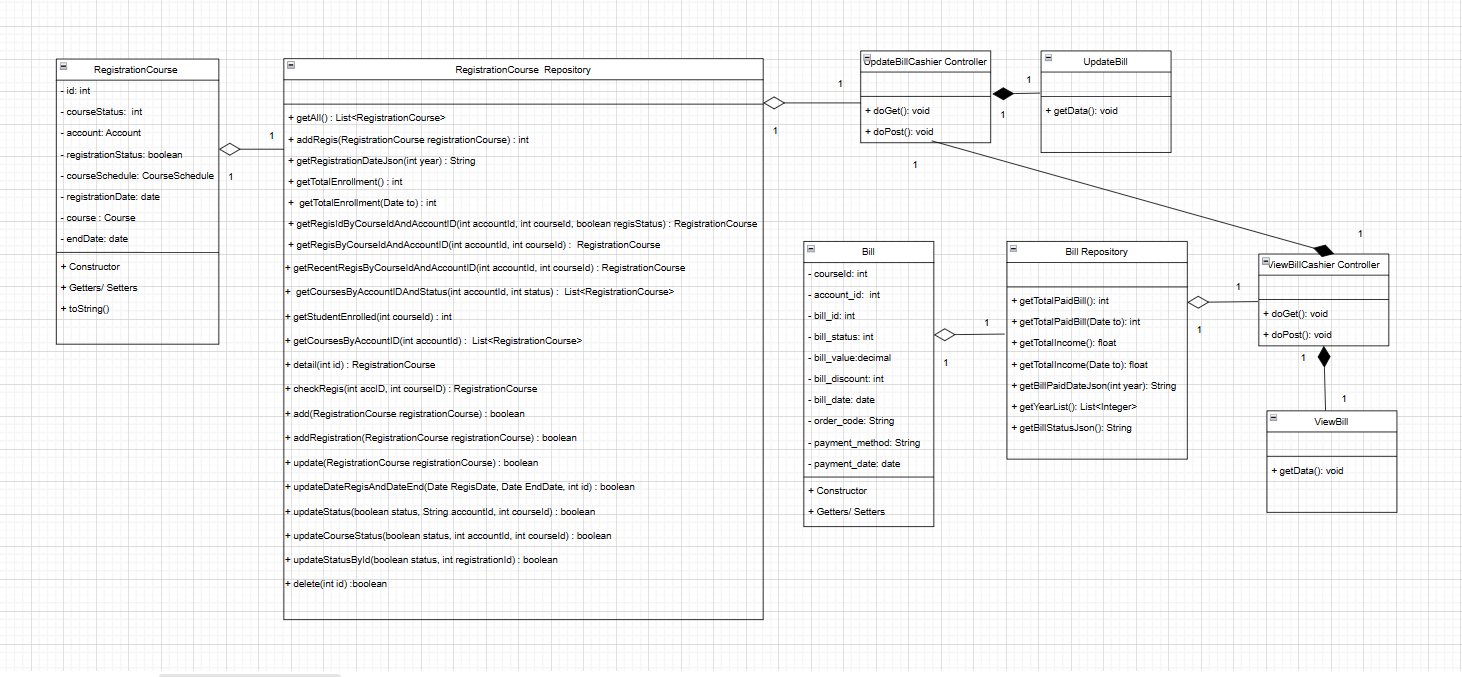 RegistrationCourse
- id: int
- courseStatus: int
- account: Account
- registrationStatus: boolean
- courseSchedule: CourseSchedule
- registrationDate: date
- course : Course
- endDate: date
+ Constructor
+ Getters/ Setters
+ toString()
1
1
RegistrationCourse Repository
+ getAll() : List<RegistrationCourse>
+ addRegis(RegistrationCourse registrationCourse) : int
+ getRegistrationDateJson(int year) : String
+ getTotalEnrollment() : int
+ getTotalEnrollment(Date to) : int
+ getRegisIdByCourseIdAndAccountID(int accountId, int courseId, boolean regisStatus) : RegistrationCourse
+ getRegisByCourseIdAndAccountID(int accountId, int courseId) : RegistrationCourse
+ getRecentRegisByCourseIdAndAccountID(int accountId, int courseId) : RegistrationCourse
+ getCoursesByAccountIDAndStatus(int accountId, int status) : List<RegistrationCourse>
+ getStudentEnrolled(int courseId) : int
+ getCoursesByAccountID(int accountId) : List<RegistrationCourse>
+ detail(int id) : RegistrationCourse
+ checkRegis(int accID, int courseID) : RegistrationCourse
+ add(RegistrationCourse registrationCourse) : boolean
+ addRegistration(RegistrationCourse registrationCourse) : boolean
+ update(RegistrationCourse registrationCourse) : boolean
+ updateDateRegisAndDateEnd(Date RegisDate, Date EndDate, int id) : boolean
+ updateStatus(boolean status, String accountId, int courseId) : boolean
+ updateCourseStatus(boolean status, int accountId, int courseId) : boolean
+ updateStatusById(boolean status, int registrationId) : boolean
+ delete(int id) :boolean
1
1
UpdateBillCashier Controller
+ doGet(): void
+ doPost(): void
1
1
1
UpdateBill
+ getData(): void
1
Bill
- courseId: int
- account_id: int
- bill_id: int
- bill_status: int
- bill_value:decimal
- bill_discount: int
- bill_date: date
- order_code: String
- payment_method: String
- payment_date: date
+ Constructor
+ Getters/ Setters
1
1
Bill Repository
+ getTotalPaidBill(): int
+ getTotalPaidBill(Date to): int
+ getTotalIncome(): float
+ getTotalIncome(Date to): float
+ getBillPaidDateJson(int year): String
+ getYearList(): List<Integer>
+ getBillStatusJson(): String
1
1
ViewBillCashier Controller
+ doGet(): void
+ doPost(): void
1
1
ViewBill
+ getData(): void